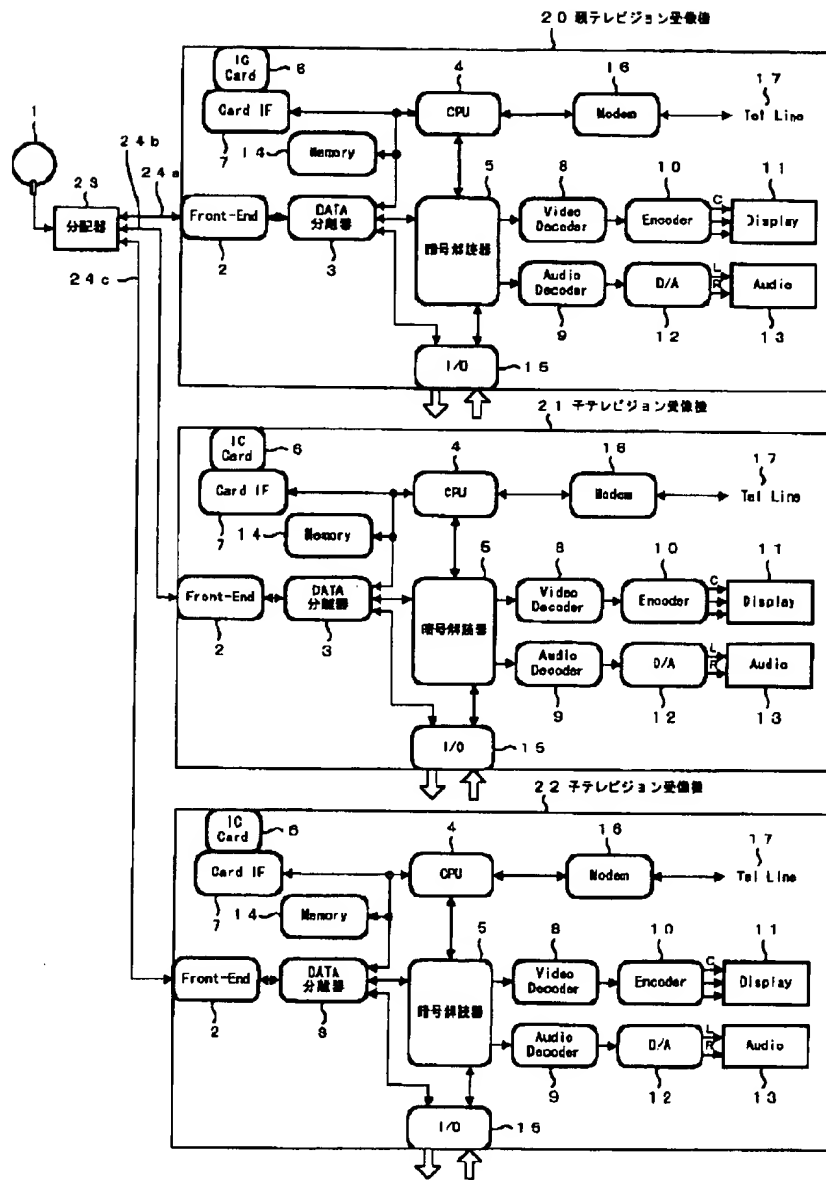 20 親テレビジョン受像機
IC Card
6
Card IF
7
14
Memory
4
CPU
16
Modem
17
Tel Line
1
24b
24a
23
分配器
24c
Front-End
2
DATA 分離器
3
5
暗号解読器
8
Video Decoder
10
Encoder
C
11
Display
Audio Decoder
9
D/A
12
L
R
Audio
13
I/O
15
21 子テレビジョン受像機
IC Card
6
Card IF
7
14
Memory
4
CPU
16
Modem
17
Tel Line
Front-End
2
DATA 分離器
3
5
暗号解読器
8
Video Decoder
10
Encoder
C
11
Display
Audio Decoder
9
D/A
12
L
R
Audio
13
I/O
15
22 子テレビジョン受像機
IC Card
6
Card IF
7
14
Memory
4
CPU
16
Modem
17
Tel Line
Front-End
2
DATA 分離器
3
5
暗号解読器
8
Video Decoder
10
Encoder
C
11
Display
Audio Decoder
9
D/A
12
L
R
Audio
13
I/O
15